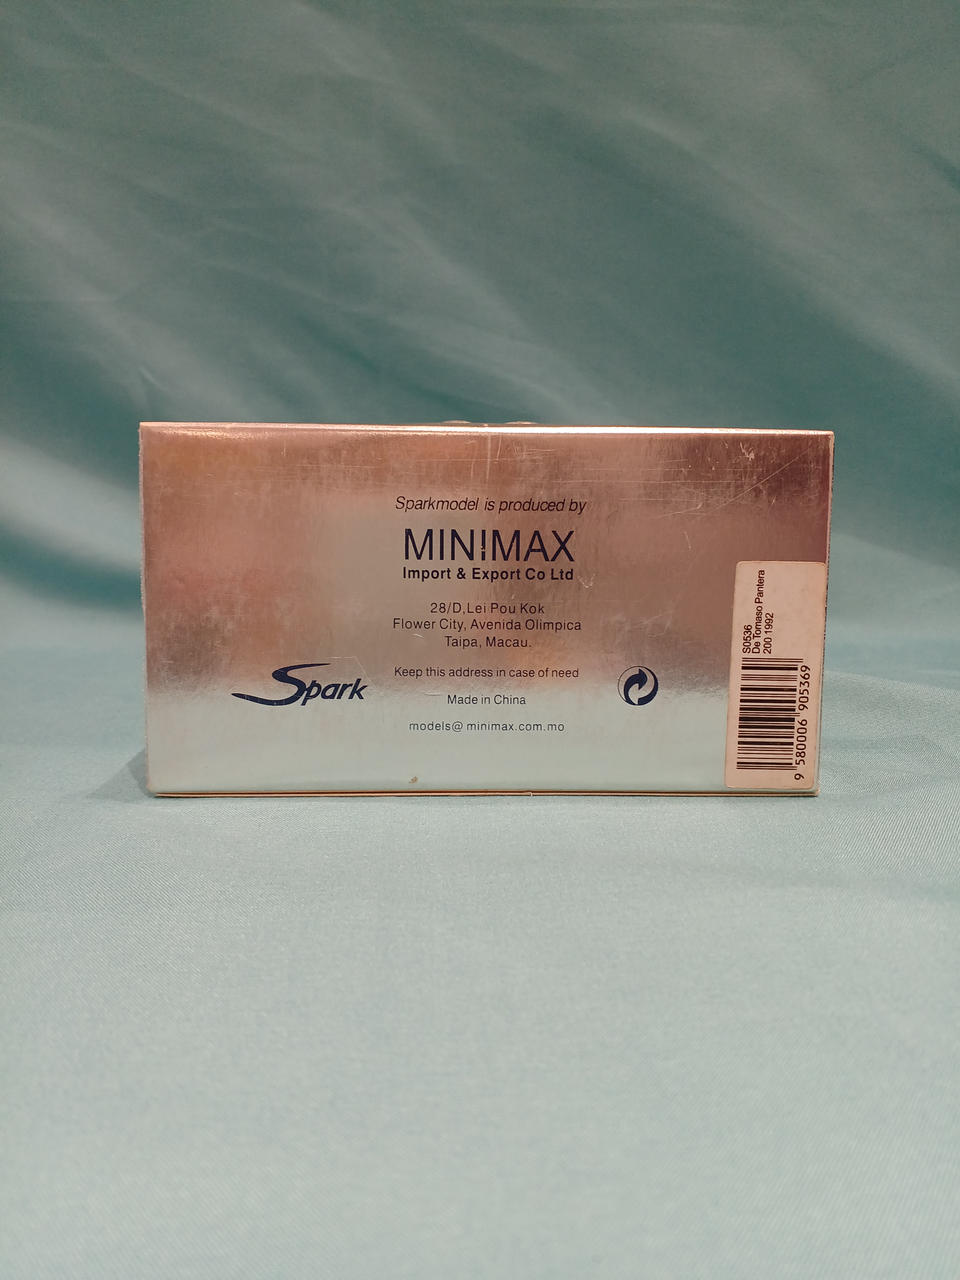 Sparkmodel is produced by
MINIMAX
Import & Export Co Ltd
28/D,Lei Pou Kok
Flower City, Avenida Olimpica
Taipa, Macau.
Keep this address in case of need
Spark
Made in China
models@ minimax.com.mo
S0536
De Tomaso Pantera
200 1992
9 580006 905369